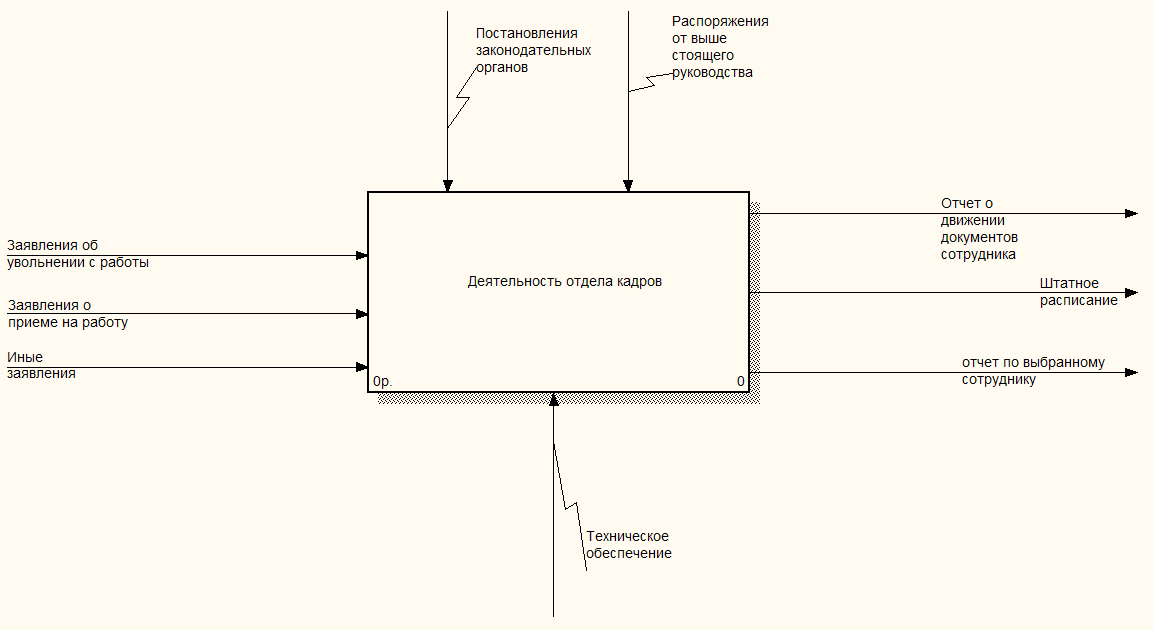 Постановления
законодательных
органов
Распоряжения
от выше
стоящего
руководства
Заявления об
увольнении с работы
Заявления о
приеме на работу
Иные
заявления
Деятельность отдела кадров
0р.
0
Отчет о
движении
документов
сотрудника
Штатное
расписание
отчет по выбранному
сотруднику
Техническое
обеспечение